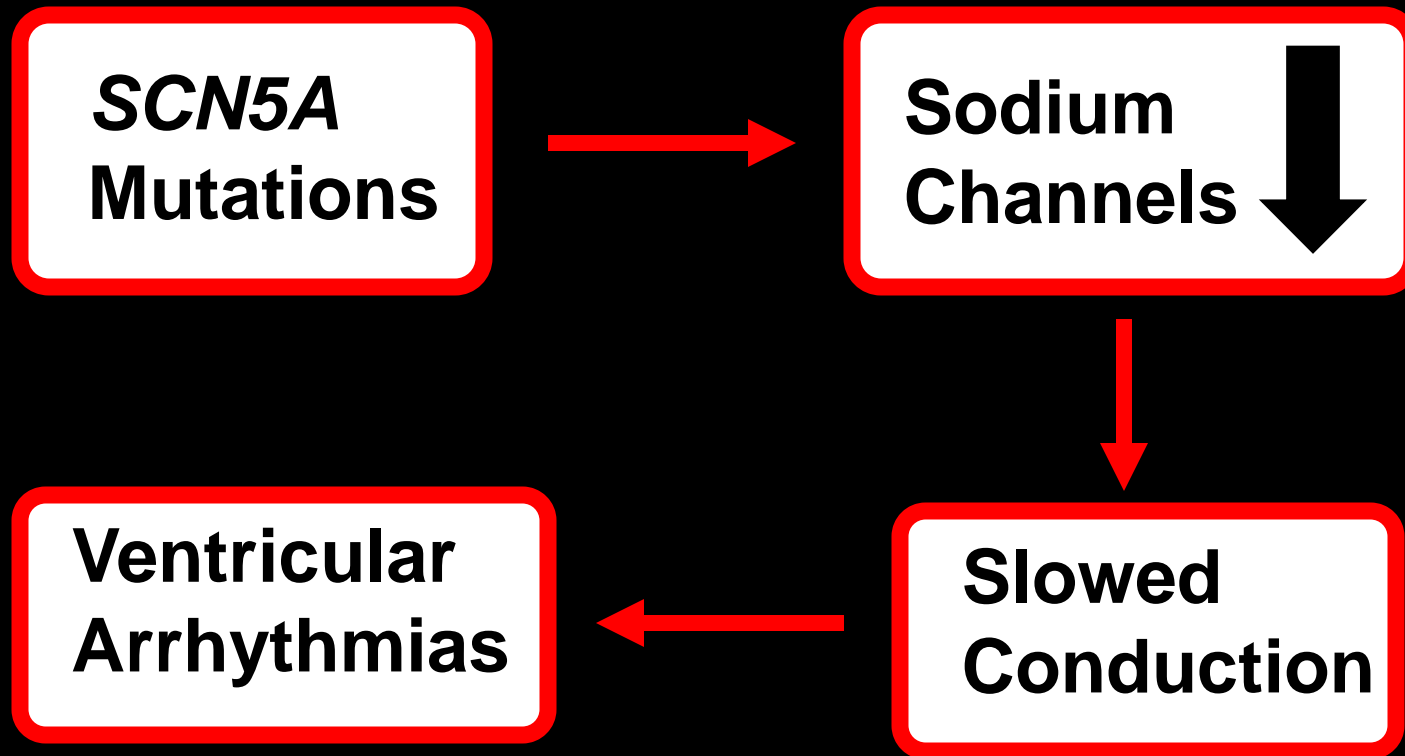 SCN5A
Mutations
Sodium
Channels
Slowed
Conduction
Ventricular
Arrhythmias